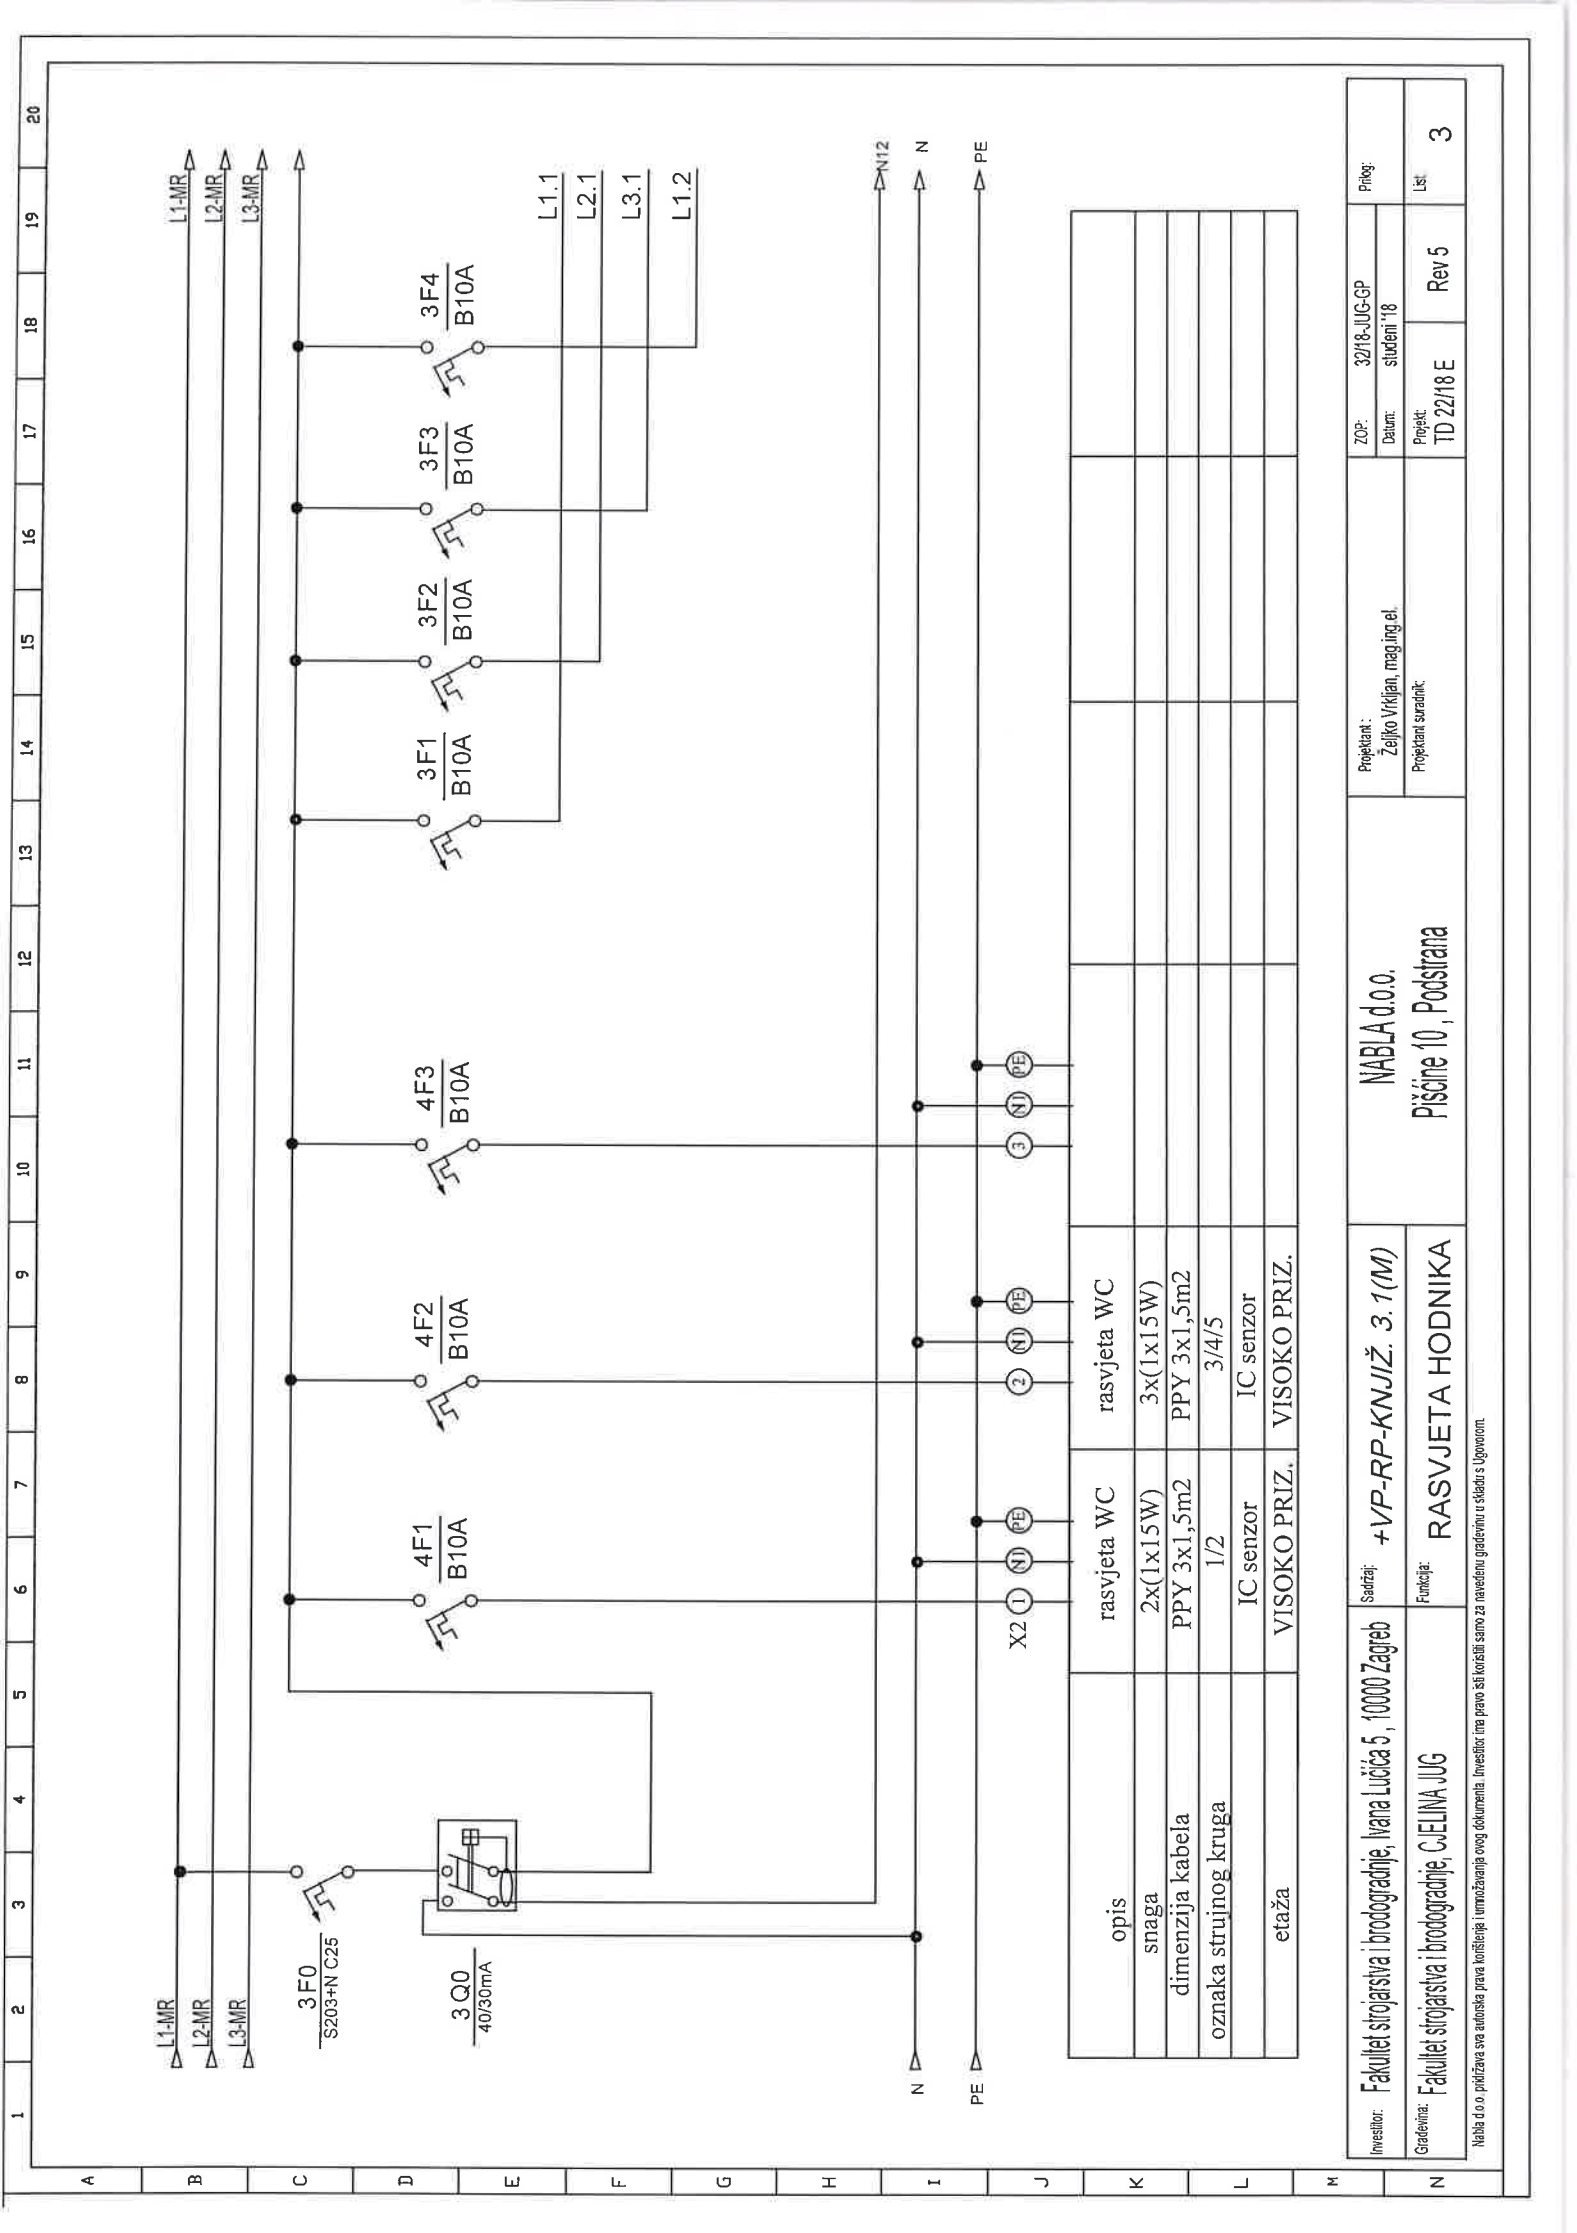 1 2 3 4 5 6 7 8 9 10 11 12 13 14 15 16 17 18 19 20
A
B
C
D
E
F
G
H
I
J
K
L
M
N
L1-MR L1-MR
L2-MR L2-MR
L3-MR L3-MR
3F0
S203+N C25
3Q0
40/30mA
4F1
B10A
4F2
B10A
4F3
B10A
3F1
B10A
3F2
B10A
3F3
B10A
3F4
B10A
L1.1
L2.1
L3.1
L1.2
N12
N N
PE PE
X2 1 N1 PE 2 N1 PE 3 N1 PE
opis rasvjeta WC rasvjeta WC
snaga 2x(1x15W) 3x(1x15W)
dimenzija kabela PPY 3x1,5m2 PPY 3x1,5m2
oznaka strujnog kruga 1/2 3/4/5
IC senzor IC senzor
etaža VISOKO PRIZ. VISOKO PRIZ.
Investitor: Fakultet strojarstva i brodogradnje, Ivana Lučića 5, 10000 Zagreb
Građevina: Fakultet strojarstva i brodogradnje, CJELINA JUG
Sadržaj: +VP-RP-KNJIŽ. 3.1(M)
Funkcija: RASVJETA HODNIKA
NABLA d.o.o.
Piščine 10, Podstrana
Projektant:
Željko Vrkljan, mag.ing.el.
Projektant suradnik:
ZOP: 32/18-JUG-GP
Datum: studeni '18
Projekt:
TD 22/18 E
Rev 5
Prilog:
List: 3
Nabla d.o.o. pridržava sva autorska prava korištenja i umnožavanja ovog dokumenta. Investitor ima pravo isti koristiti samo za navedenu građevinu u skladu s Ugovorom.